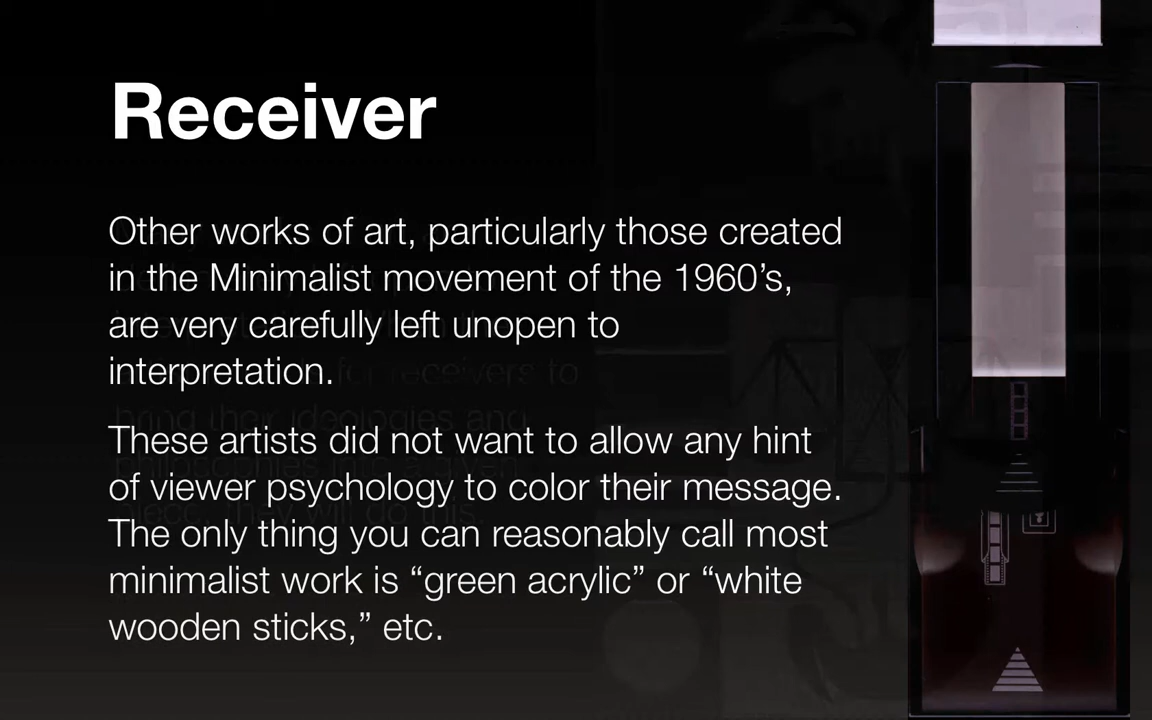 Receiver
Other works of art, particularly those created
in the Minimalist movement of the 1960’s,
are very carefully left unopen to
interpretation.
These artists did not want to allow any hint
of viewer psychology to color their message.
The only thing you can reasonably call most
minimalist work is “green acrylic” or “white
wooden sticks,” etc.